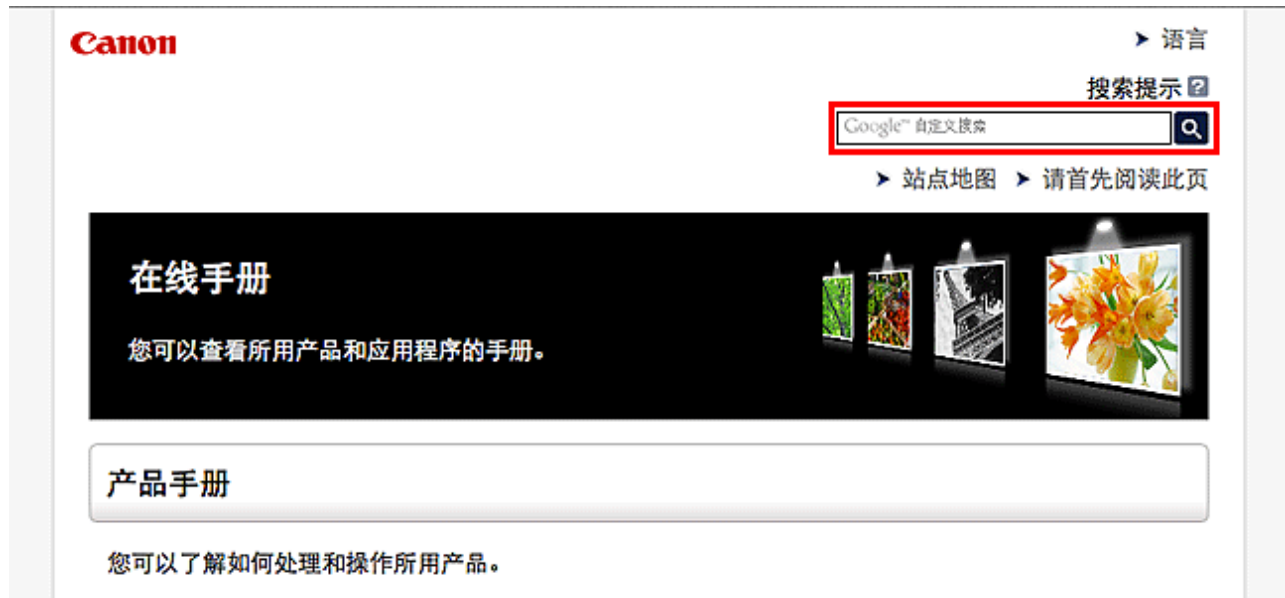 Canon
语言
搜索提示 ?
Google™ 自定义搜索
站点地图 请首先阅读此页
在线手册
您可以查看所用产品和应用程序的手册。
产品手册
您可以了解如何处理和操作所用产品。